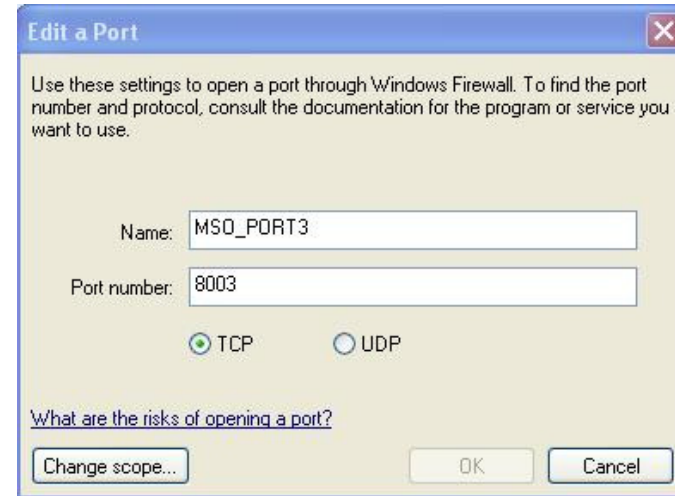 Edit a Port
Use these settings to open a port through Windows Firewall. To find the port
number and protocol, consult the documentation for the program or service you
want to use.
Name: MSO_PORT3
Port number: 8003
TCP UDP
What are the risks of opening a port?
Change scope... OK Cancel